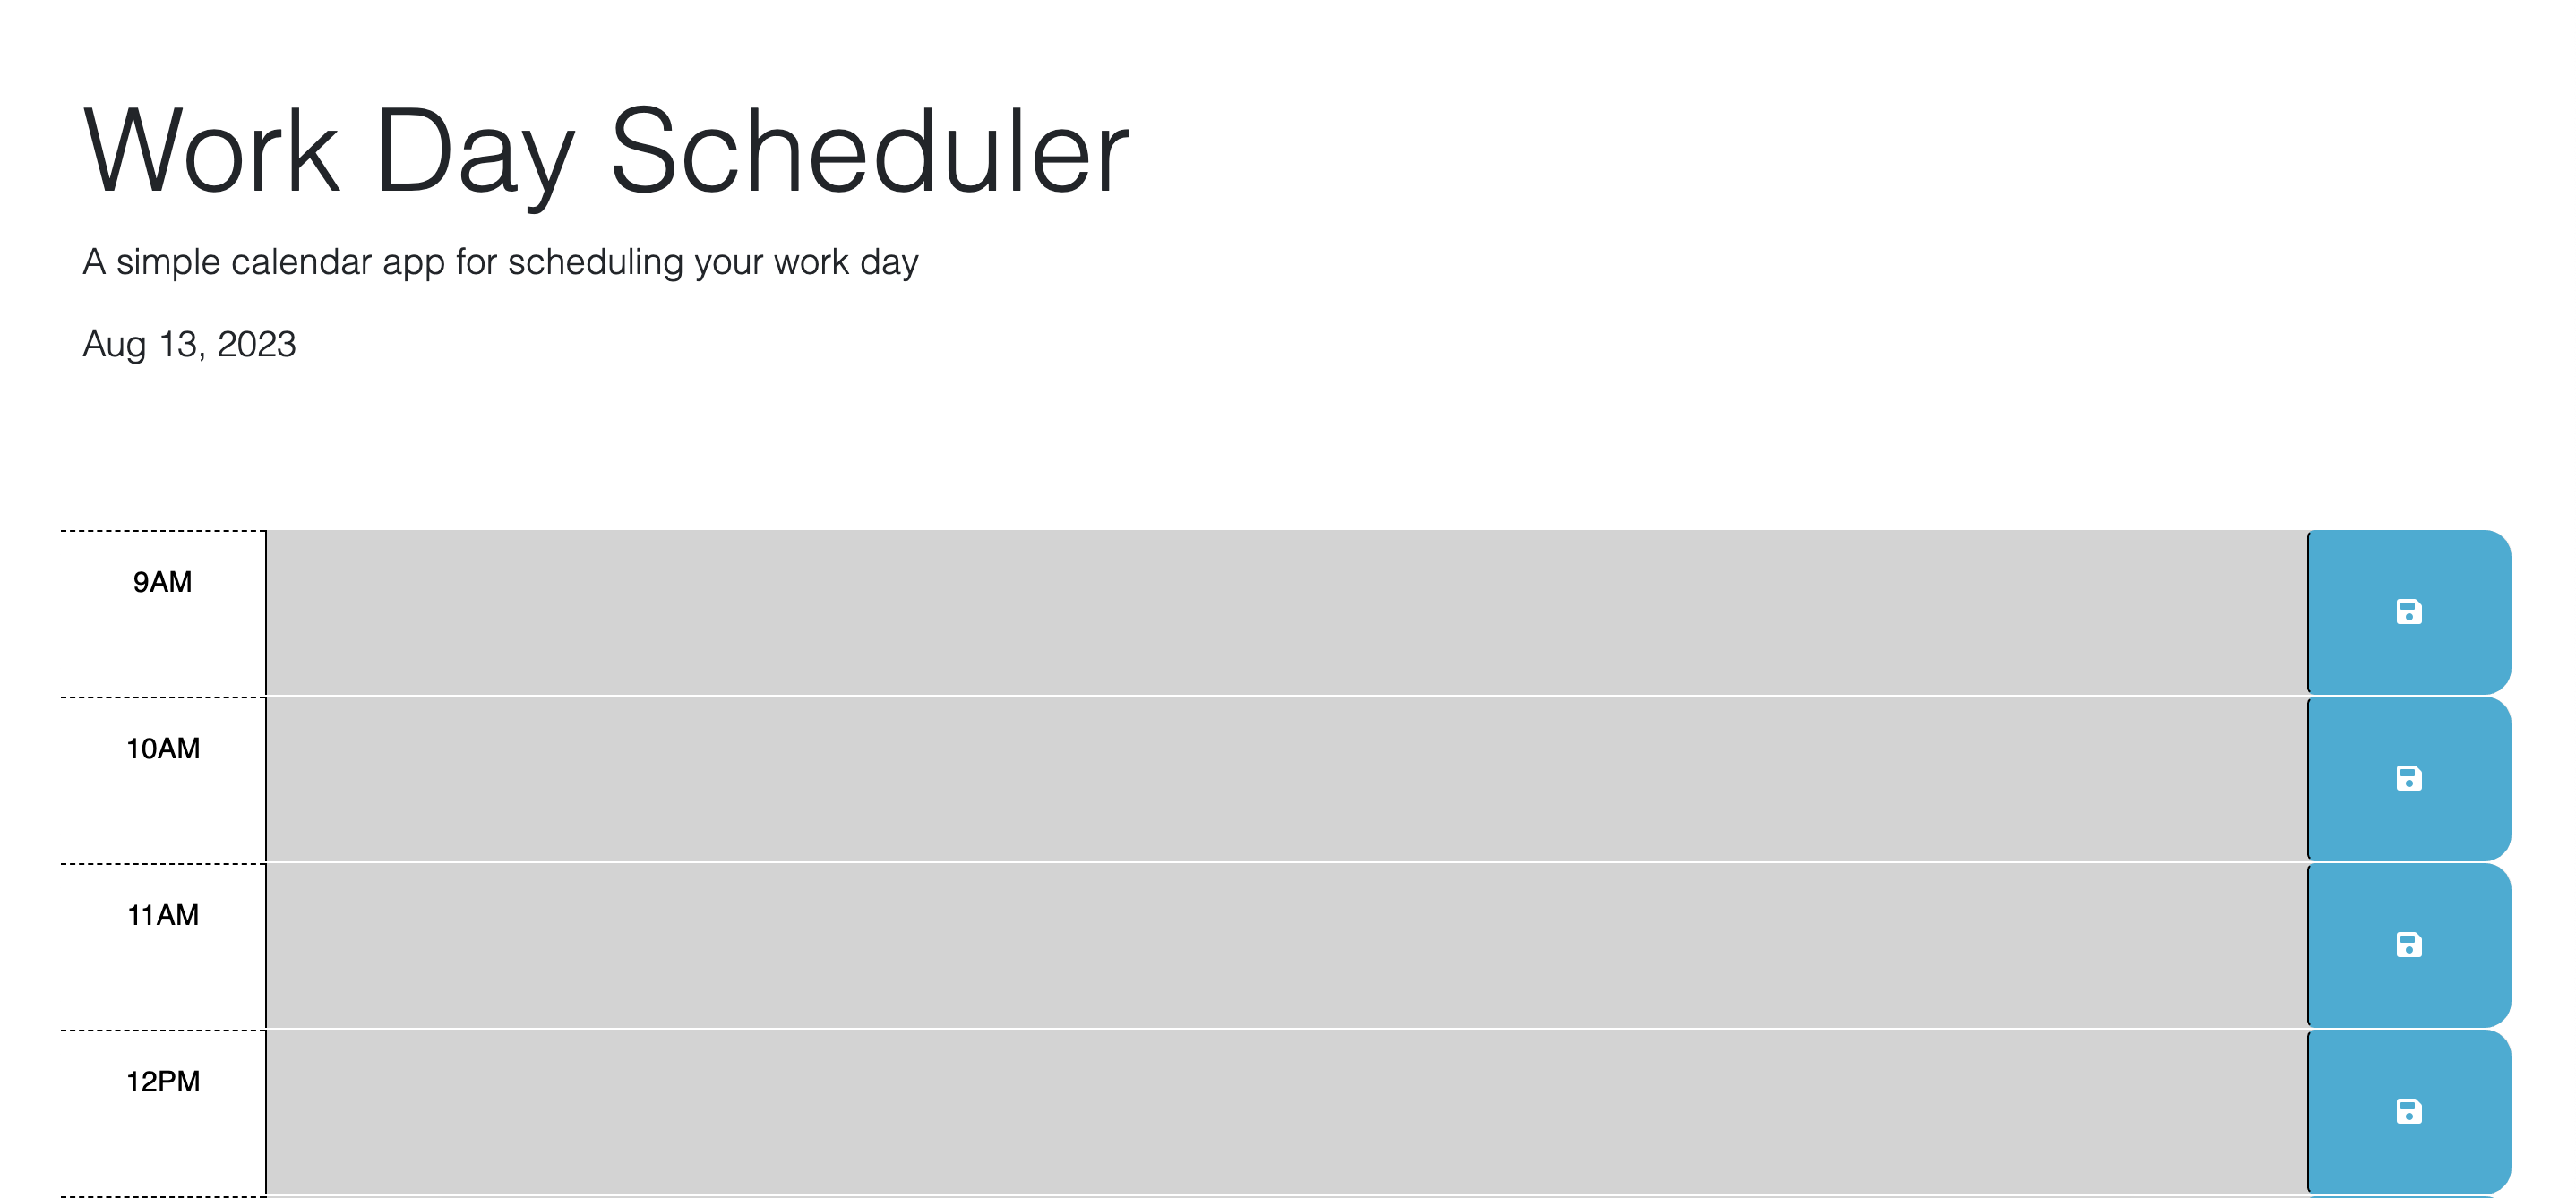 Work Day Scheduler
A simple calendar app for scheduling your work day
Aug 13, 2023
9AM
10AM
11AM
12PM